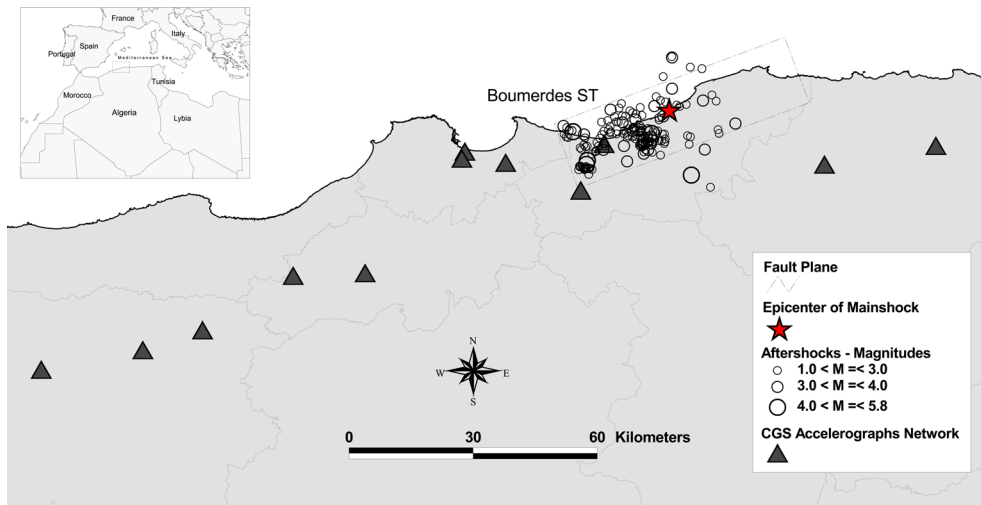 France
Italy
Spain
Portugal
Mediterranean Sea
Tunisia
Morocco
Algeria
Lybia
Boumerdes ST
Fault Plane
Epicenter of Mainshock
Aftershocks - Magnitudes
1.0 < M =< 3.0
3.0 < M =< 4.0
4.0 < M =< 5.8
CGS Accelerographs Network
N
W E
S
0 30 60 Kilometers